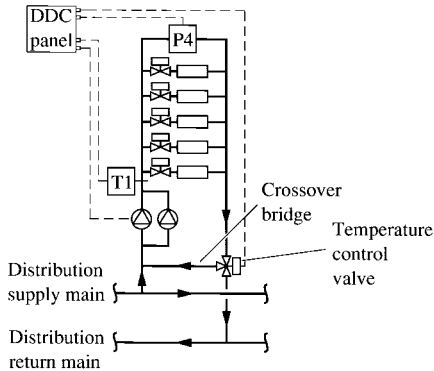 DDC
panel
P4
T1
Crossover
bridge
Temperature
control
valve
Distribution
supply main
Distribution
return main